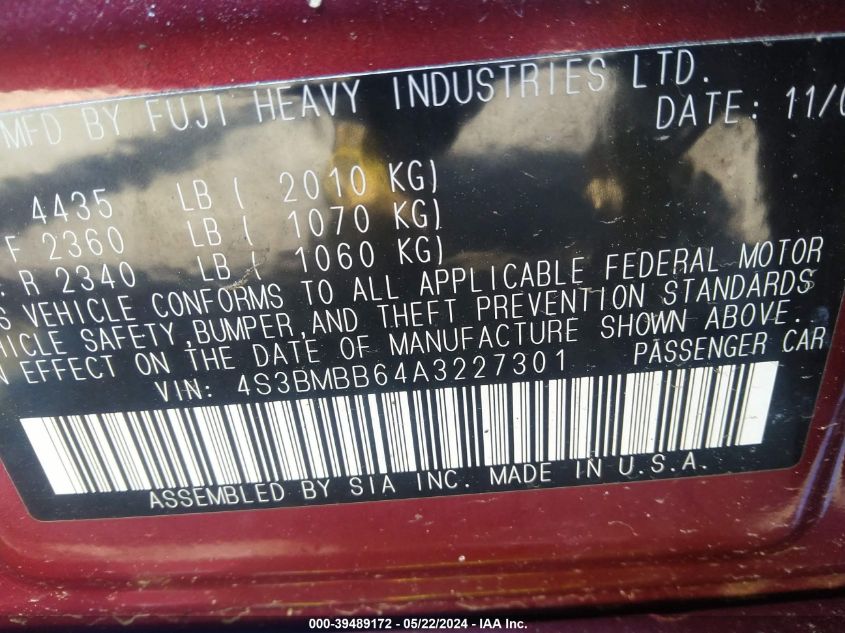 MFD BY FUJI HEAVY INDUSTRIES LTD.
DATE: 11/0
4435 LB ( 2010 KG)
F 2360 LB ( 1070 KG)
R 2340 LB ( 1060 KG)
S VEHICLE CONFORMS TO ALL APPLICABLE FEDERAL MOTOR
HICLE SAFETY,BUMPER,AND THEFT PREVENTION STANDARDS
N EFFECT ON THE DATE OF MANUFACTURE SHOWN ABOVE.
VIN: 4S3BMBB64A3227301 PASSENGER CAR
ASSEMBLED BY SIA INC. MADE IN U.S.A.
000-39489172 - 05/22/2024 - IAA Inc.